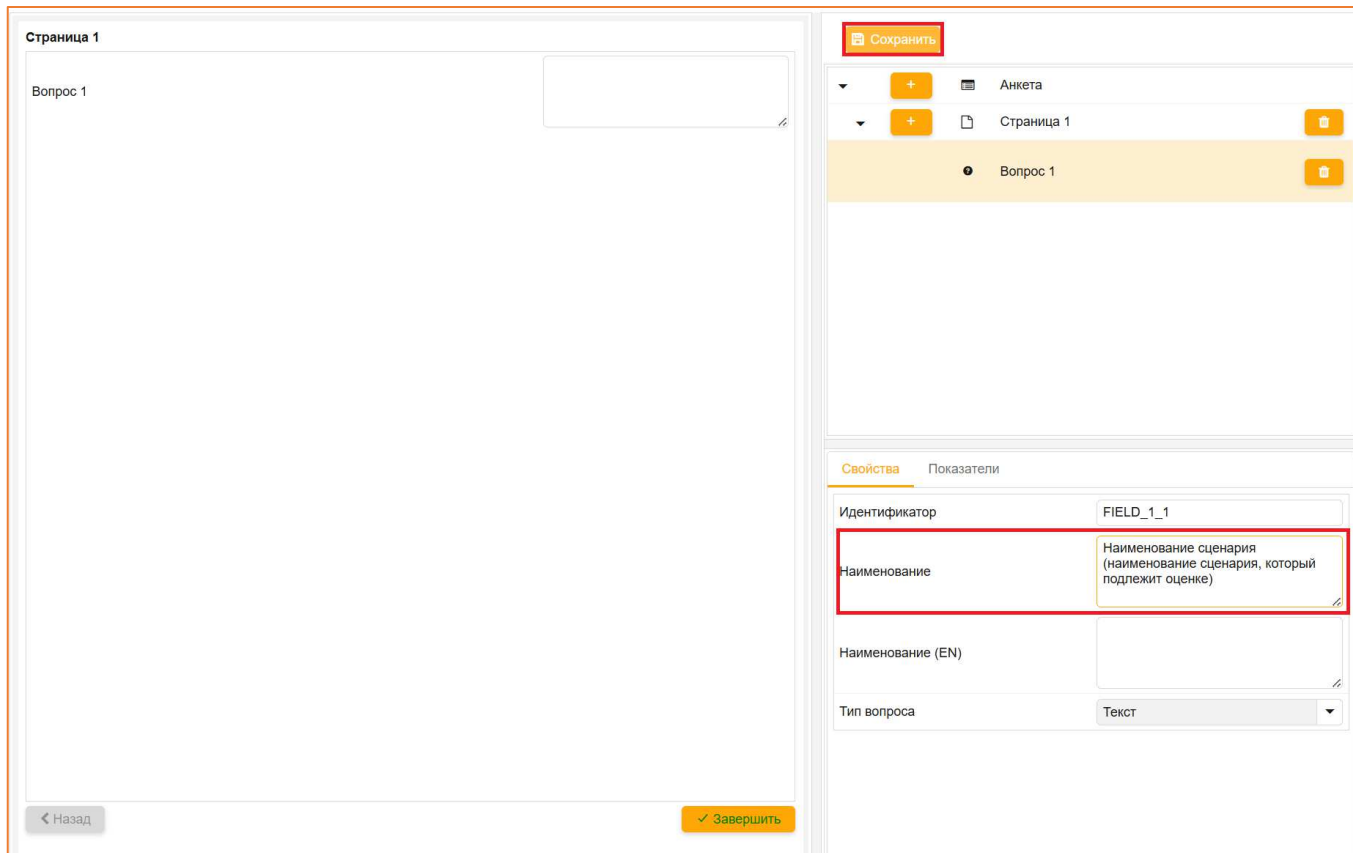 Страница 1
Вопрос 1
Назад
Завершить
Сохранить
Анкета
Страница 1
Вопрос 1
Свойства Показатели
Идентификатор FIELD_1_1
Наименование
Наименование сценария
(наименование сценария, который
подлежит оценке)
Наименование (EN)
Тип вопроса Текст